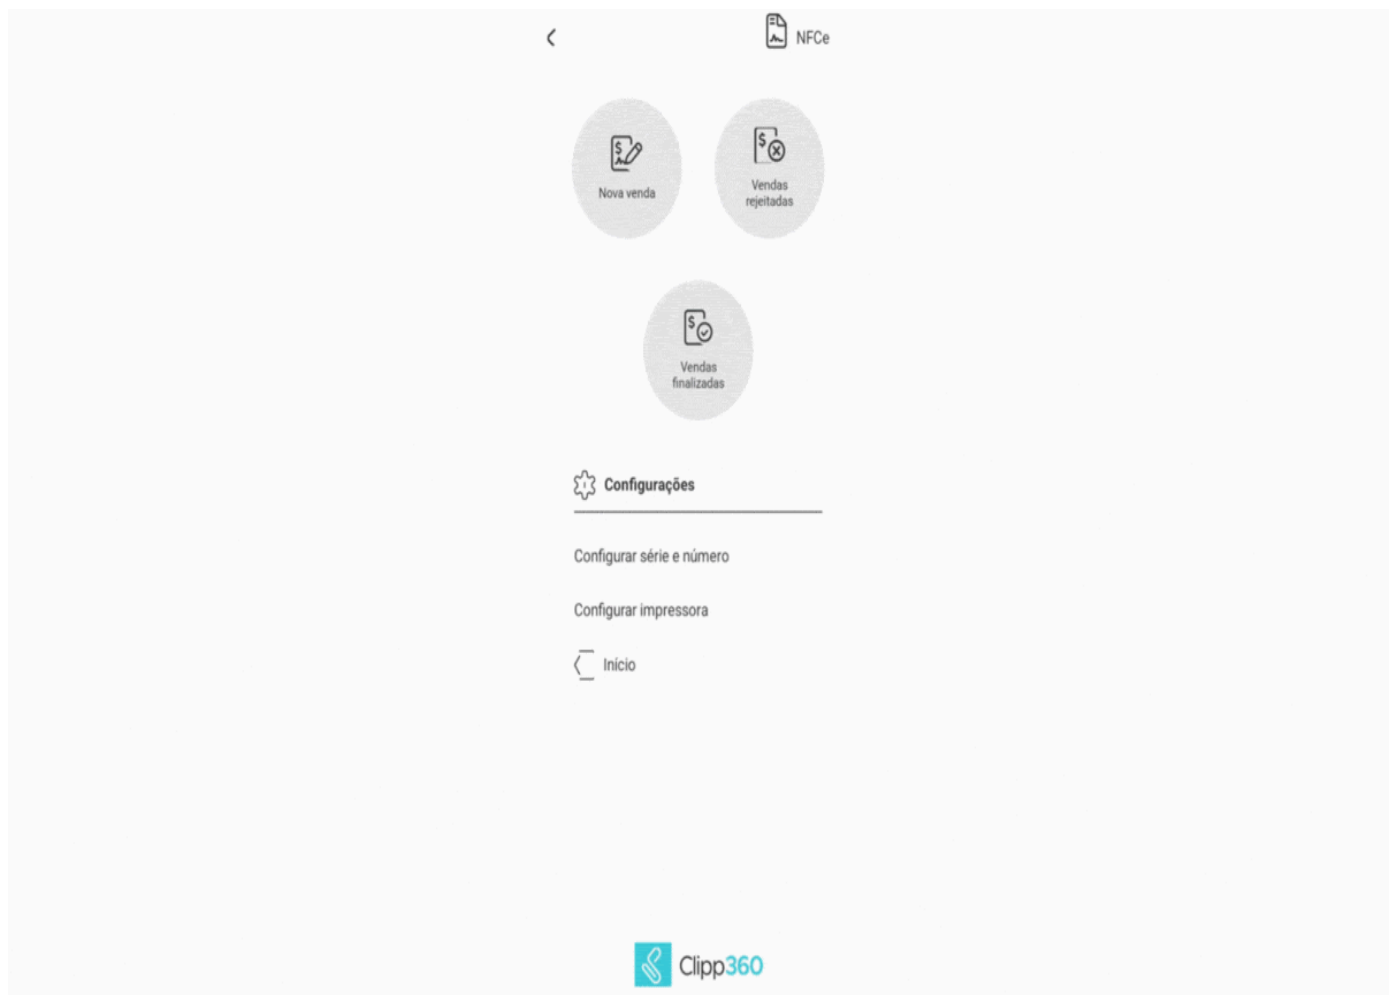 NFCe
Nova venda
Vendas
rejeitadas
Vendas
finalizadas
Configurações
Configurar série e número
Configurar impressora
Início
Clipp360